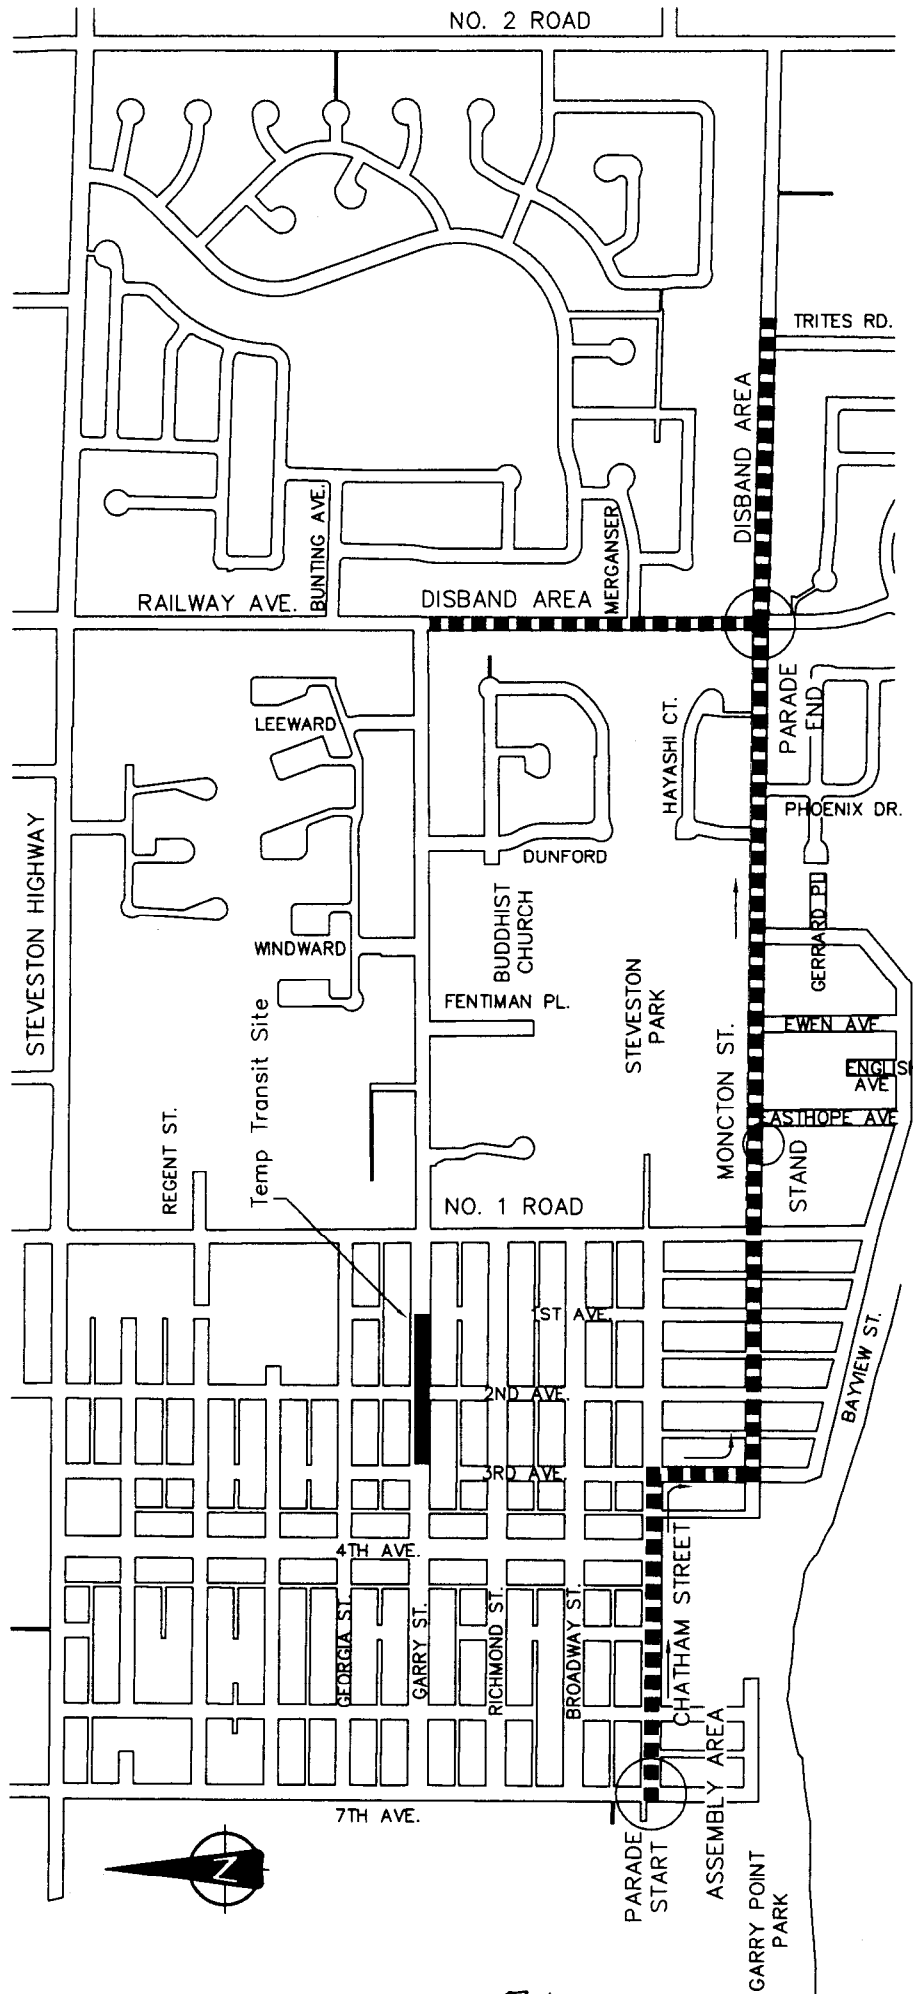 NO. 2 ROAD
TRITES RD.
DISBAND AREA
BUNTING AVE.
MERGANSER
RAILWAY AVE.
DISBAND AREA
PARADE
END
LEEWARD
HAYASHI CT.
PHOENIX DR.
DUNFORD
STEVESTON HIGHWAY
BUDDHIST
CHURCH
GERRARD PL
WINDWARD
FENTIMAN PL.
STEVESTON
PARK
EWEN AVE
ENGLISH
AVE
MONCTON ST.
EASTHOPE AVE
Temp Transit Site
REGENT ST.
STAND
NO. 1 ROAD
1ST AVE.
BAYVIEW ST.
2ND AVE.
3RD AVE.
4TH AVE.
CHATHAM STREET
GEORGIA ST.
GARRY ST.
RICHMOND ST.
BROADWAY ST.
ASSEMBLY AREA
7TH AVE.
PARADE
START
N
GARRY POINT
PARK